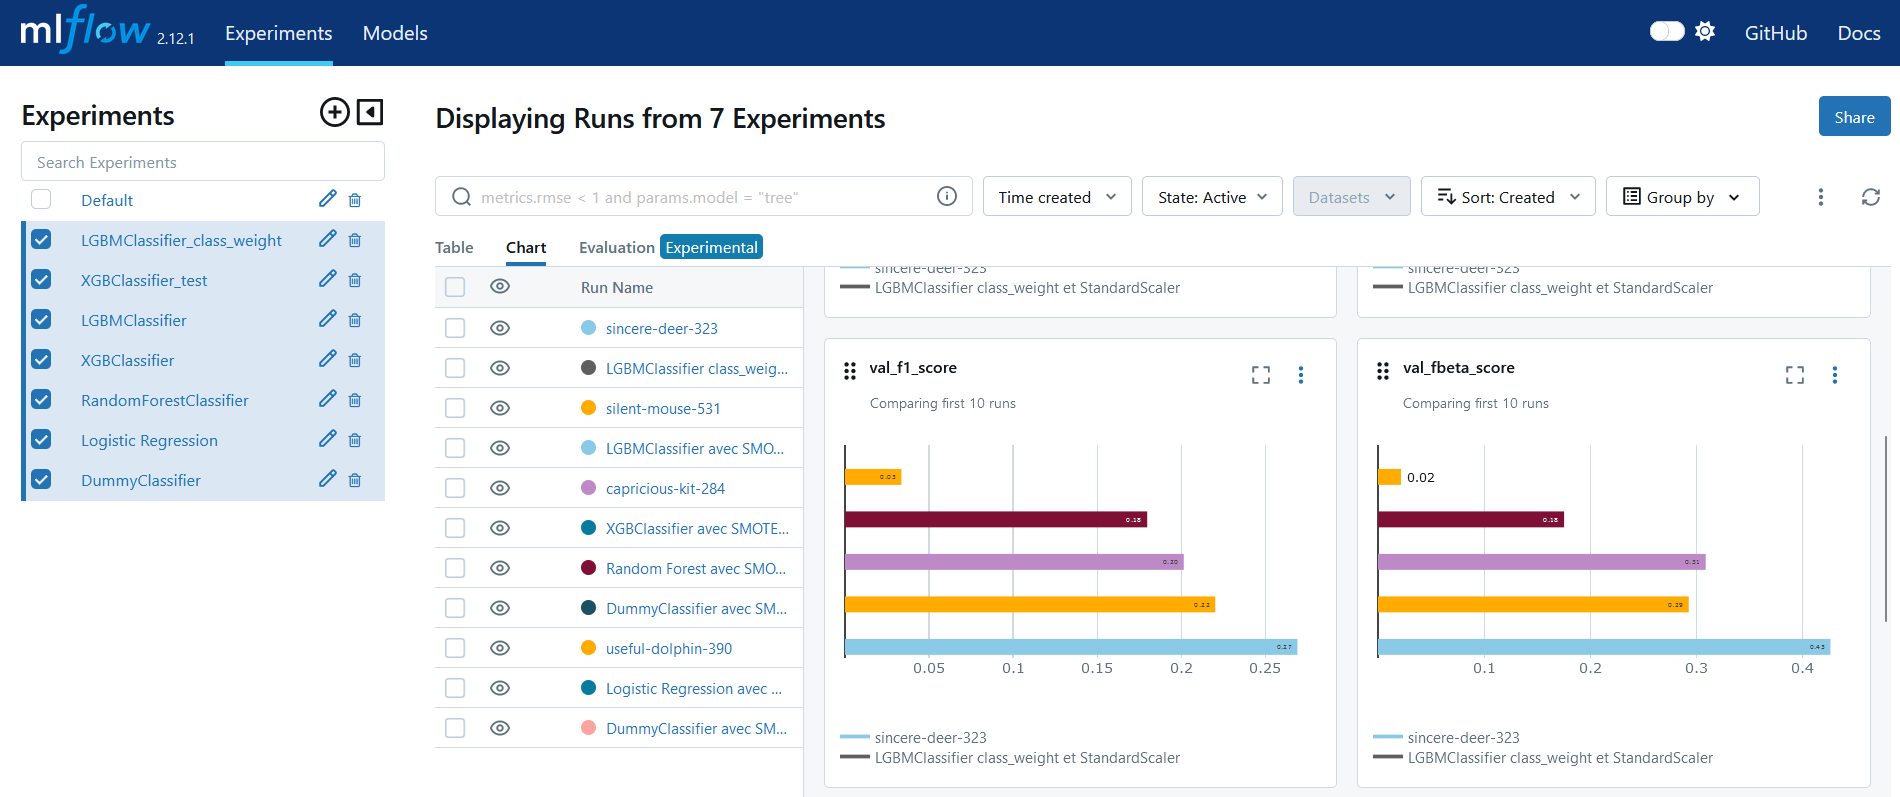 mlflow 2.12.1 Experiments Models GitHub Docs
Experiments
Search Experiments
Default
LGBMClassifier_class_weight
XGBClassifier_test
LGBMClassifier
XGBClassifier
RandomForestClassifier
Logistic Regression
DummyClassifier
Displaying Runs from 7 Experiments
Share
metrics.rmse < 1 and params.model = "tree"
Time created
State: Active
Datasets
Sort: Created
Group by
Table Chart Evaluation Experimental
Run Name
sincere-deer-323
LGBMClassifier class_weig...
silent-mouse-531
LGBMClassifier avec SMO...
capricious-kit-284
XGBClassifier avec SMOTE...
Random Forest avec SMO...
DummyClassifier avec SM...
useful-dolphin-390
Logistic Regression avec ...
DummyClassifier avec SM...
sincere-deer-323
LGBMClassifier class_weight et StandardScaler
sincere-deer-323
LGBMClassifier class_weight et StandardScaler
val_f1_score
Comparing first 10 runs
0.03
0.18
0.20
0.22
0.27
0.05 0.1 0.15 0.2 0.25
sincere-deer-323
LGBMClassifier class_weight et StandardScaler
val_fbeta_score
Comparing first 10 runs
0.02
0.18
0.31
0.29
0.43
0.1 0.2 0.3 0.4
sincere-deer-323
LGBMClassifier class_weight et StandardScaler